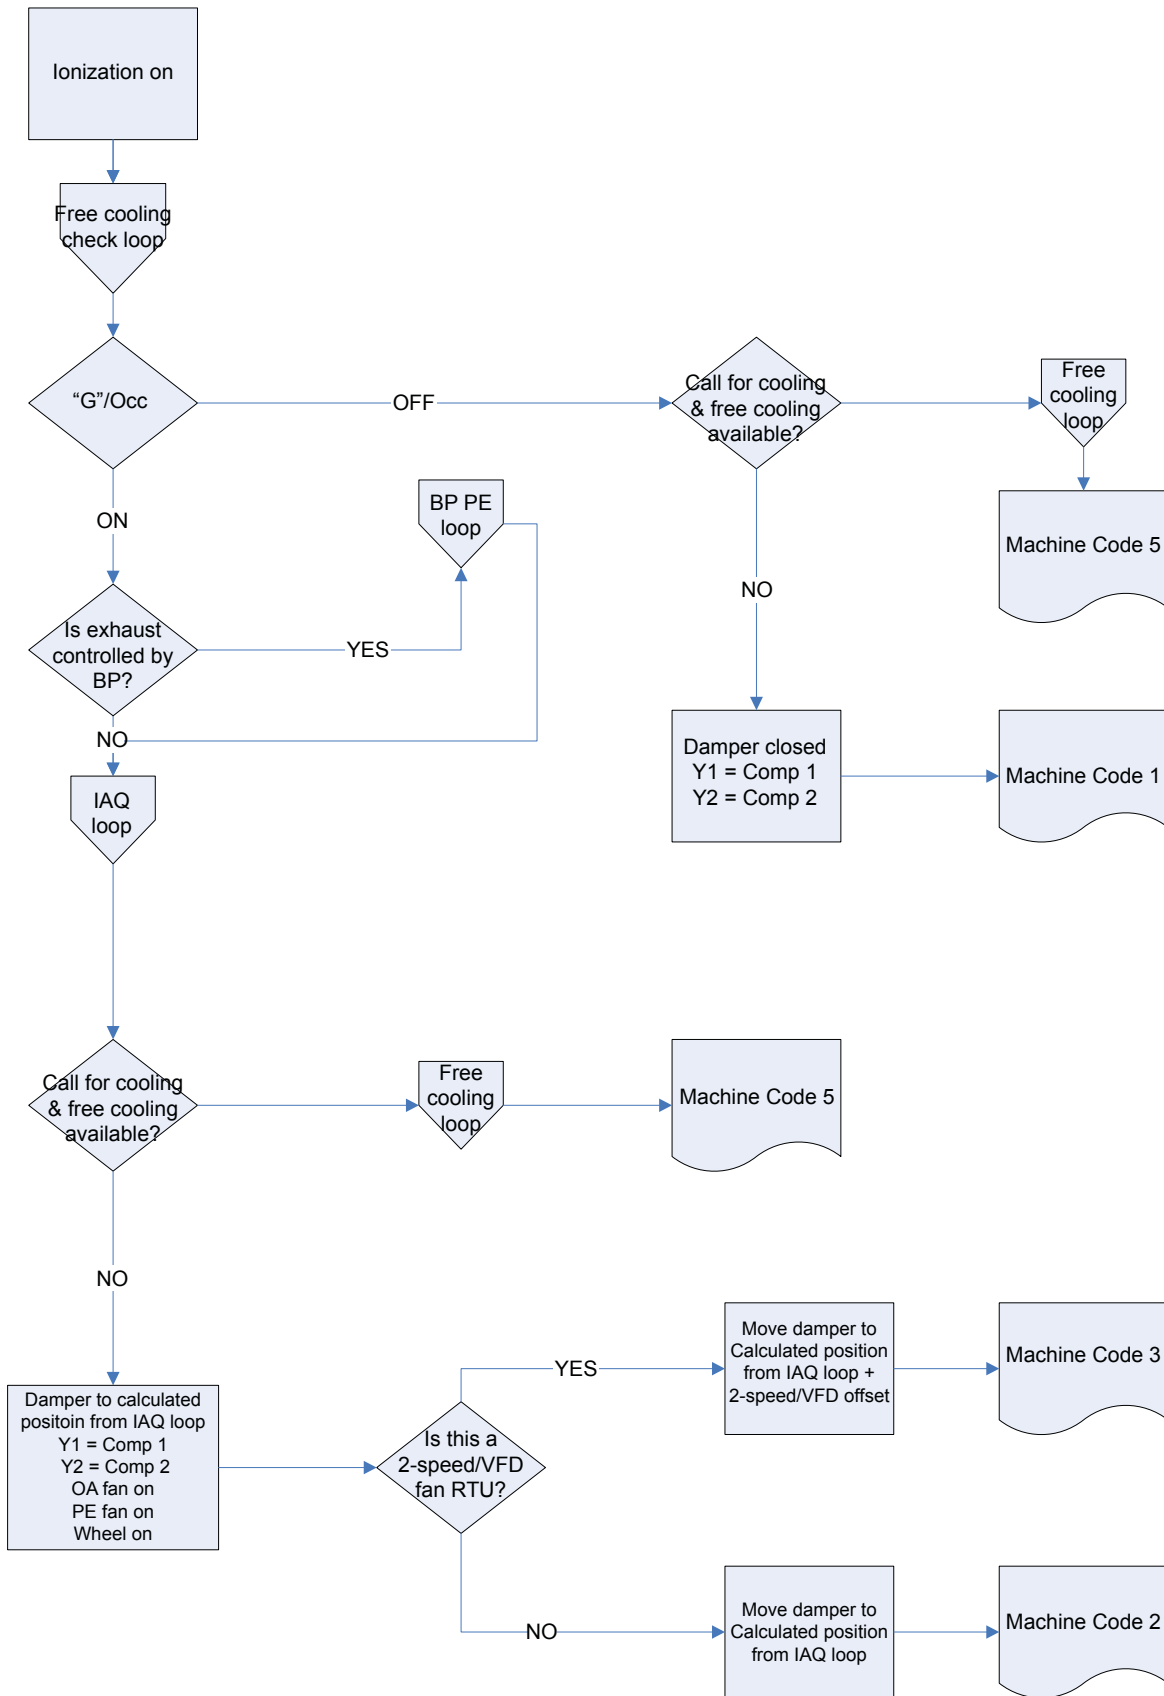 Ionization on
Free cooling
check loop
“G”/Occ
OFF
Call for cooling
& free cooling
available?
Free
cooling
loop
Machine Code 5
ON
BP PE
loop
NO
Is exhaust
controlled by
BP?
YES
Damper closed
Y1 = Comp 1
Y2 = Comp 2
Machine Code 1
NO
IAQ
loop
Call for cooling
& free cooling
available?
Free
cooling
loop
Machine Code 5
NO
Damper to calculated
positoin from IAQ loop
Y1 = Comp 1
Y2 = Comp 2
OA fan on
PE fan on
Wheel on
Is this a
2-speed/VFD
fan RTU?
YES
Move damper to
Calculated position
from IAQ loop +
2-speed/VFD offset
Machine Code 3
NO
Move damper to
Calculated position
from IAQ loop
Machine Code 2